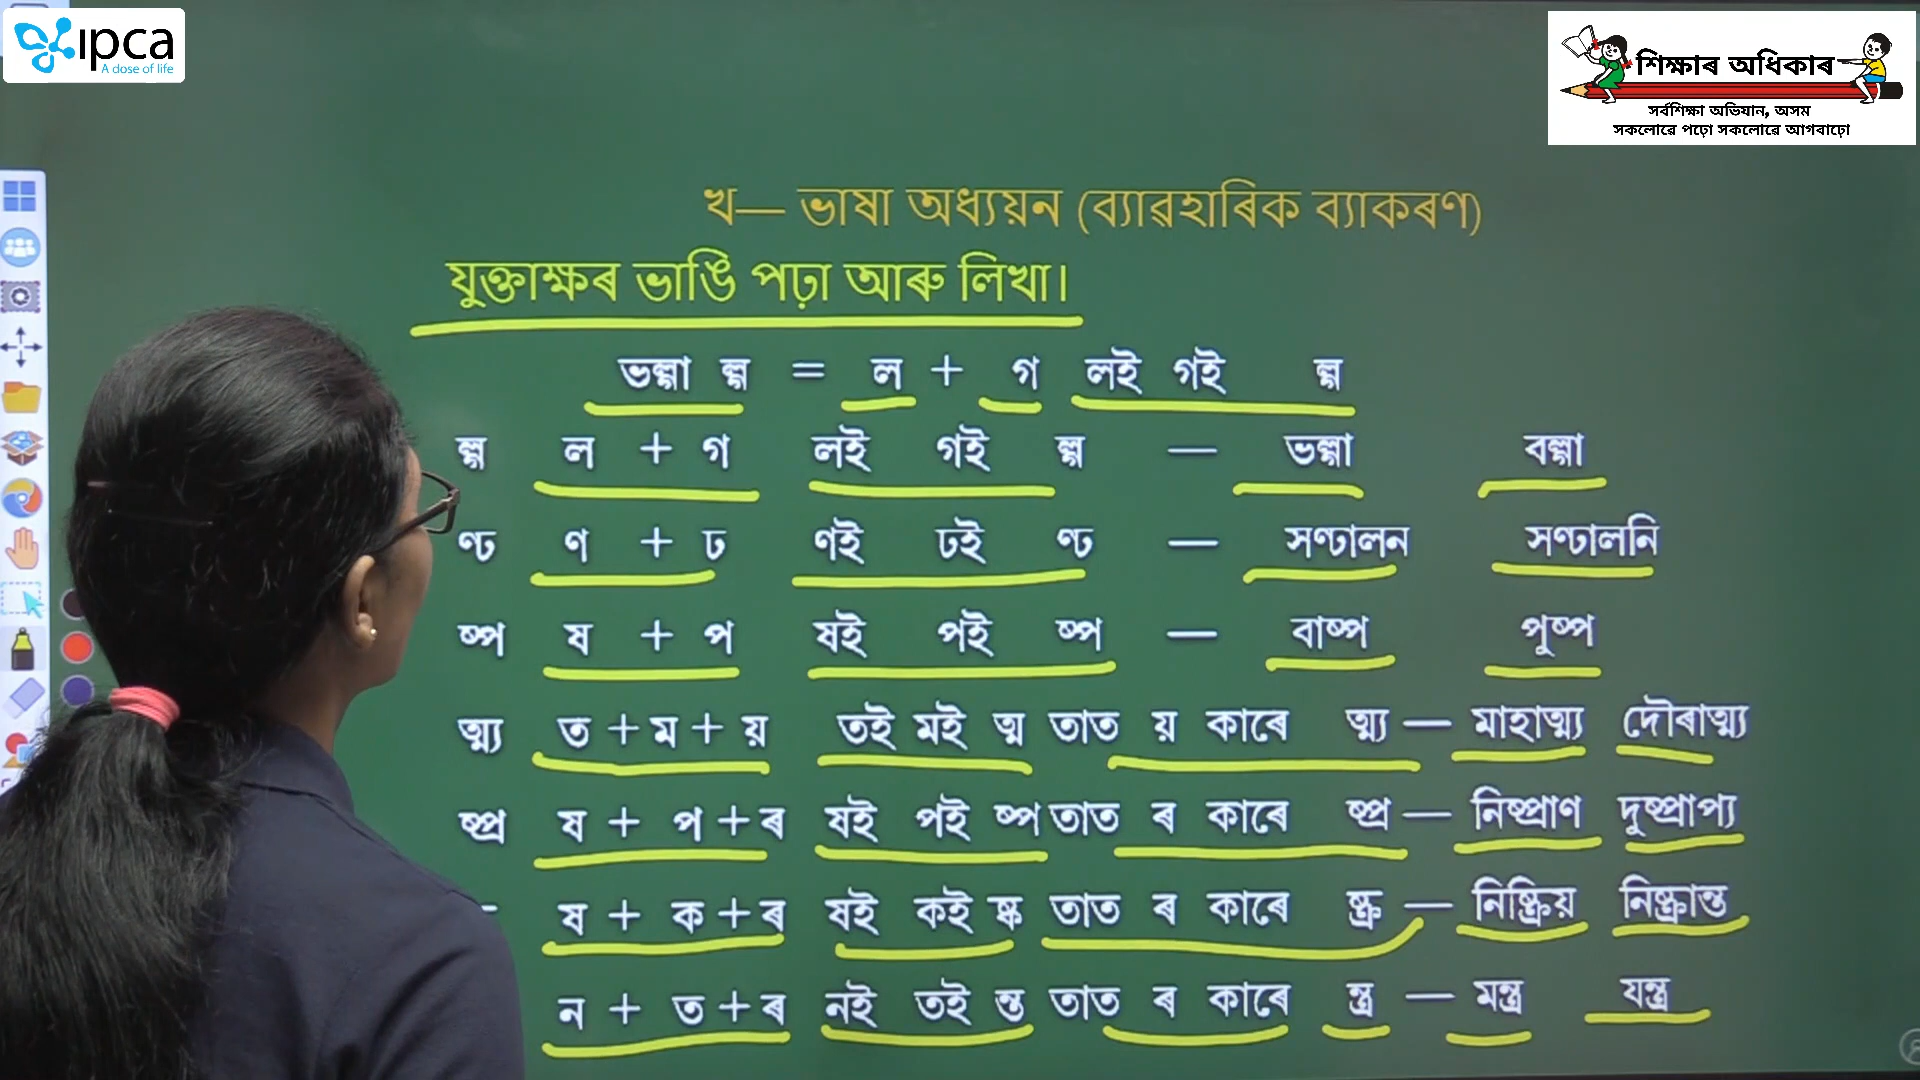 ipca
A dose of life
শিক্ষাৰ অধিকাৰ
সৰ্বশিক্ষা অভিযান, অসম
সকলোৱে পঢ়ো সকলোৱে আগবাঢ়ো
খ— ভাষা অধ্যয়ন (ব্যাৱহাৰিক ব্যাকৰণ)
যুক্তাক্ষৰ ভাঙি পঢ়া আৰু লিখা।
ভল্গা ল্গ = ল + গ লই গই ল্গ
ল্গ ল + গ লই গই ল্গ — ভল্গা বল্গা
ণ্ঢ ণ + ঢ ণই ঢই ণ্ঢ — সণ্ঢালন সণ্ঢালনি
ষ্প ষ + প ষই পই ষ্প — বাষ্প পুষ্প
ত্ম্য ত + ম + য় তই মই ত্ম তাত য় কাৰে ত্ম্য — মাহাত্ম্য দৌৰাত্ম্য
ষ্প্ৰ ষ + প + ৰ ষই পই ষ্প তাত ৰ কাৰে ষ্প্ৰ — নিষ্প্ৰাণ দুষ্প্ৰাপ্য
ষ + ক + ৰ ষই কই ষ্ক তাত ৰ কাৰে ষ্ক্ৰ — নিষ্ক্ৰিয় নিষ্ক্ৰান্ত
ন + ত + ৰ নই তই ন্ত তাত ৰ কাৰে ন্ত্ৰ — মন্ত্ৰ যন্ত্ৰ